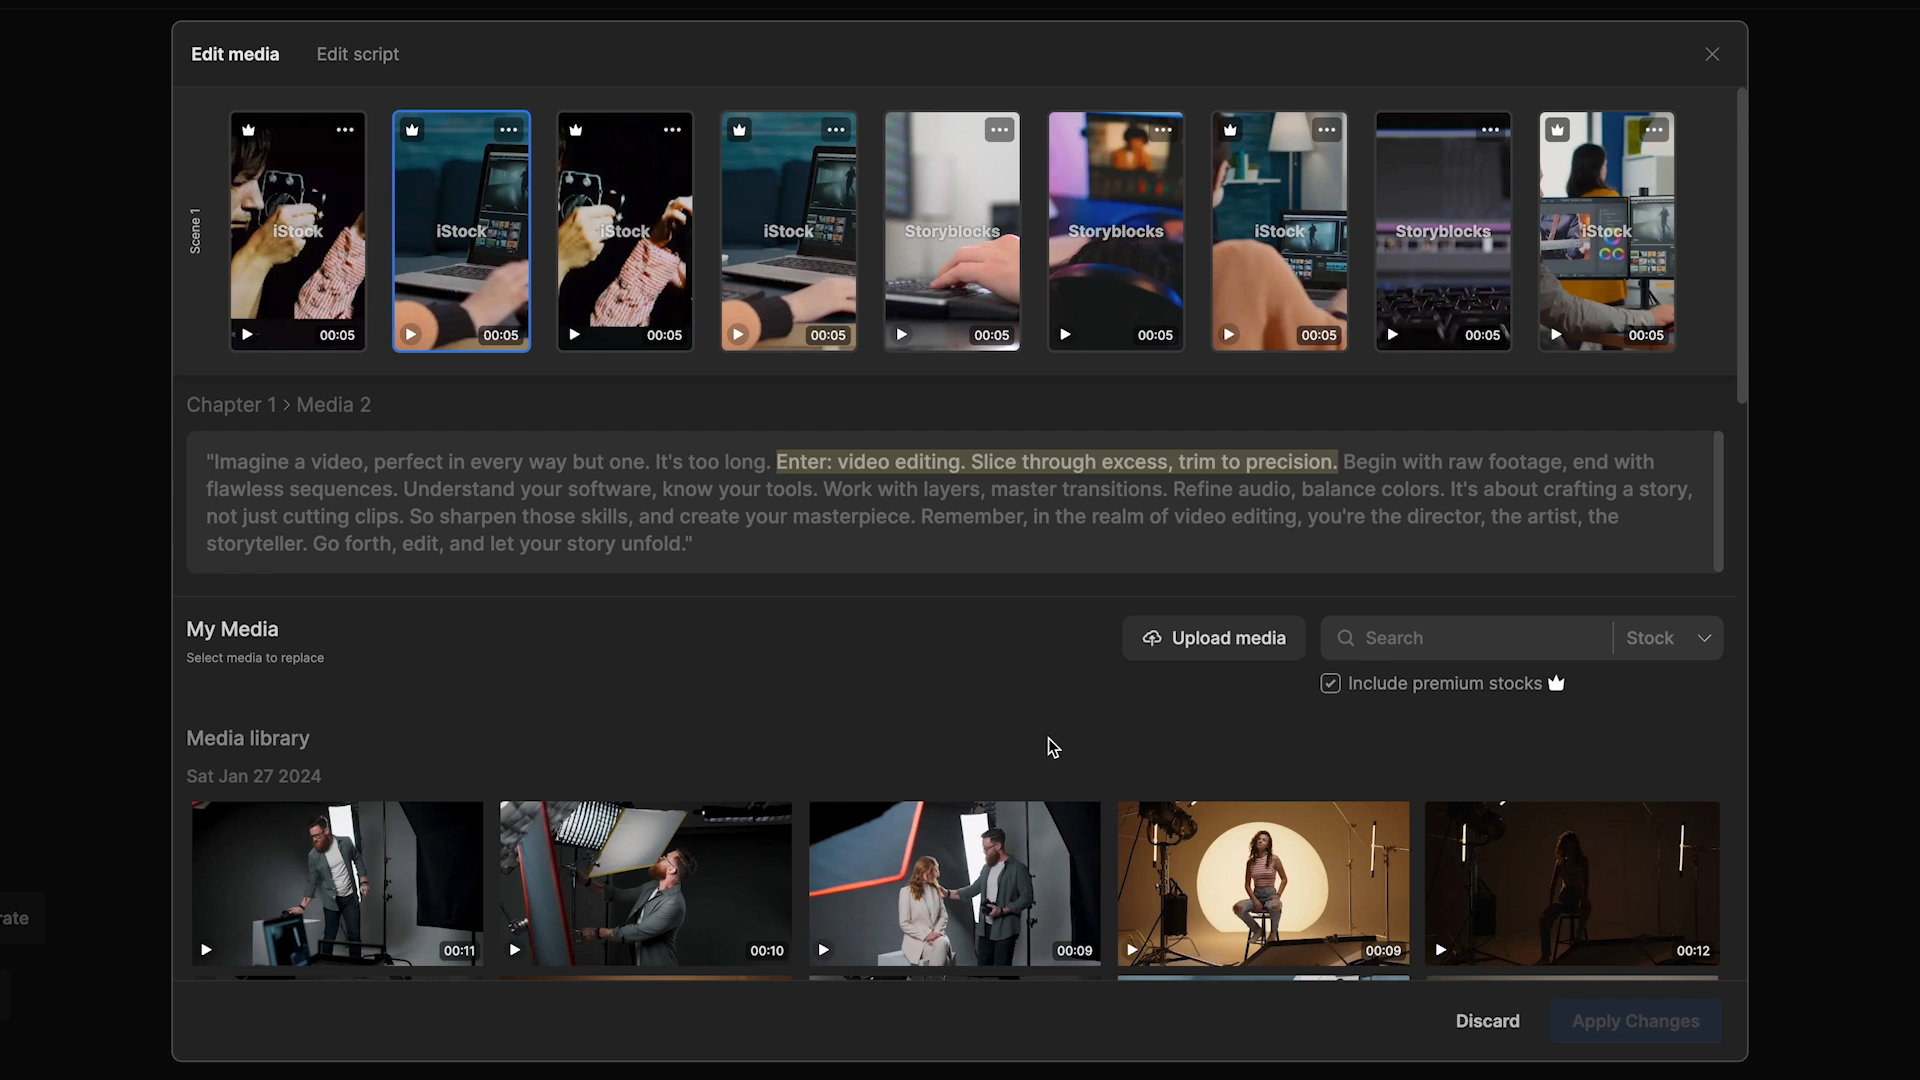 Edit media
Edit script
Scene 1
iStock
iStock
iStock
iStock
Storyblocks
Storyblocks
iStock
Storyblocks
iStock
00:05
00:05
00:05
00:05
00:05
00:05
00:05
00:05
00:05
Chapter 1 > Media 2
"Imagine a video, perfect in every way but one. It's too long. Enter: video editing. Slice through excess, trim to precision. Begin with raw footage, end with
flawless sequences. Understand your software, know your tools. Work with layers, master transitions. Refine audio, balance colors. It's about crafting a story,
not just cutting clips. So sharpen those skills, and create your masterpiece. Remember, in the realm of video editing, you're the director, the artist, the
storyteller. Go forth, edit, and let your story unfold."
My Media
Select media to replace
Upload media
Search
Stock
Include premium stocks
Media library
Sat Jan 27 2024
rate
00:11
00:10
00:09
00:09
00:12
Discard
Apply Changes